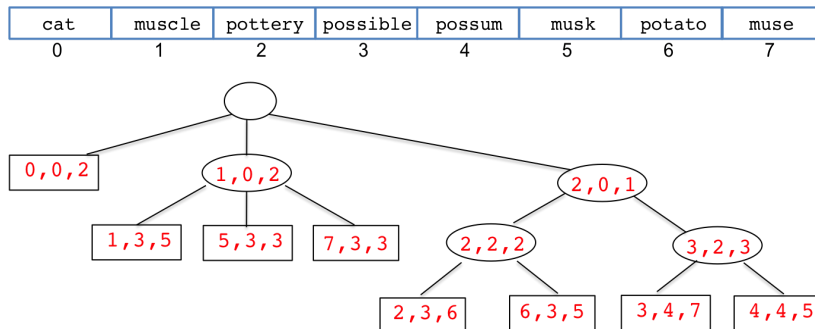 cat muscle pottery possible possum musk potato muse
0 1 2 3 4 5 6 7
0,0,2 1,0,2 2,0,1
1,3,5 5,3,3 7,3,3 2,2,2 3,2,3
2,3,6 6,3,5 3,4,7 4,4,5